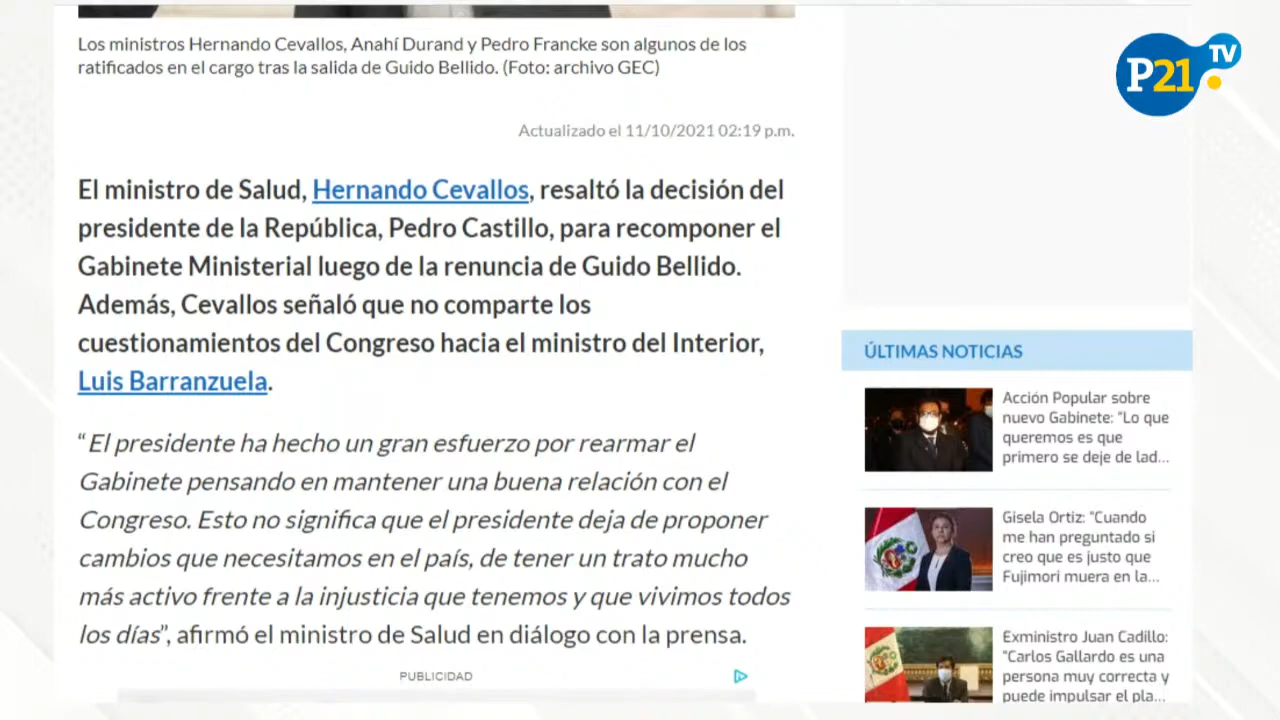 Los ministros Hernando Cevallos, Anahí Durand y Pedro Francke son algunos de los
ratificados en el cargo tras la salida de Guido Bellido. (Foto: archivo GEC)
P21
TV
Actualizado el 11/10/2021 02:19 p.m.
El ministro de Salud, Hernando Cevallos, resaltó la decisión del
presidente de la República, Pedro Castillo, para recomponer el
Gabinete Ministerial luego de la renuncia de Guido Bellido.
Además, Cevallos señaló que no comparte los
cuestionamientos del Congreso hacia el ministro del Interior,
Luis Barranzuela.
“El presidente ha hecho un gran esfuerzo por rearmar el
Gabinete pensando en mantener una buena relación con el
Congreso. Esto no significa que el presidente deja de proponer
cambios que necesitamos en el país, de tener un trato mucho
más activo frente a la injusticia que tenemos y que vivimos todos
los días”, afirmó el ministro de Salud en diálogo con la prensa.
PUBLICIDAD
ÚLTIMAS NOTICIAS
Acción Popular sobre
nuevo Gabinete: “Lo que
queremos es que
primero se deje de lad...
Gisela Ortiz: “Cuando
me han preguntado si
creo que es justo que
Fujimori muera en la...
Exministro Juan Cadillo:
“Carlos Gallardo es una
persona muy correcta y
puede impulsar el pla...